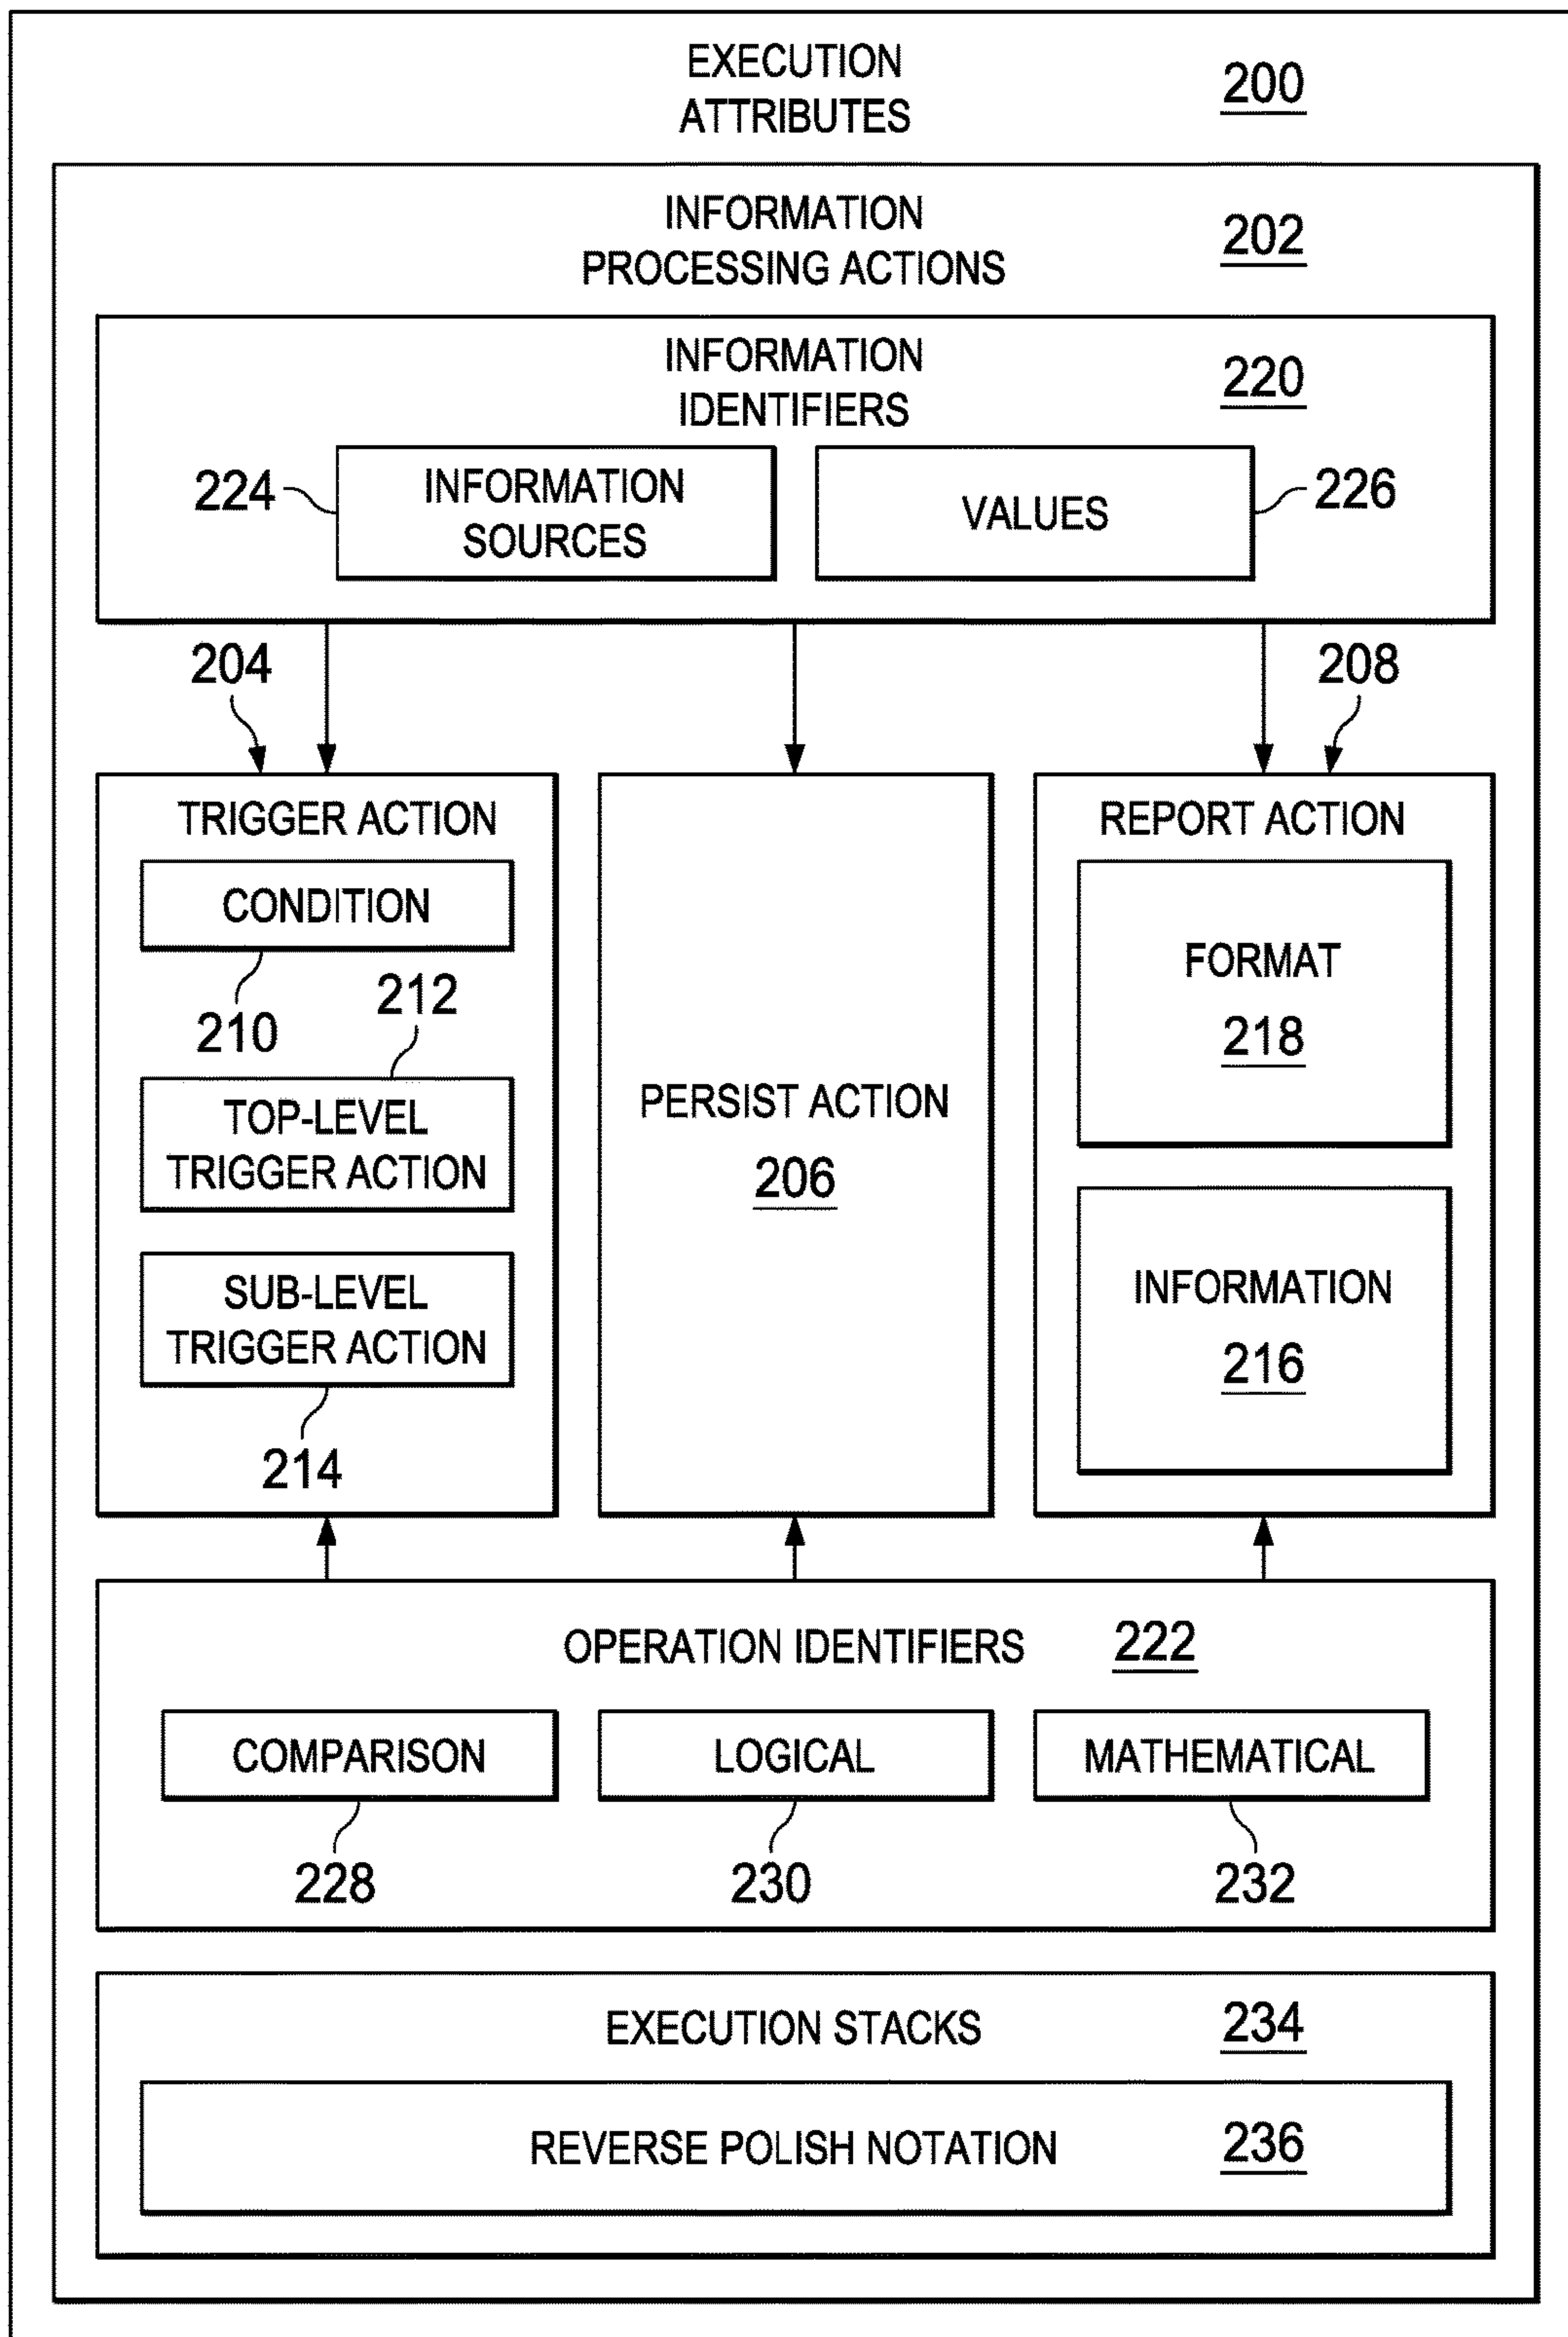 EXECUTION
ATTRIBUTES
200
INFORMATION
PROCESSING ACTIONS
202
INFORMATION
IDENTIFIERS
220
224
INFORMATION
SOURCES
VALUES
226
204
208
TRIGGER ACTION
CONDITION
210
212
TOP-LEVEL
TRIGGER ACTION
SUB-LEVEL
TRIGGER ACTION
214
PERSIST ACTION
206
REPORT ACTION
FORMAT
218
INFORMATION
216
OPERATION IDENTIFIERS
222
COMPARISON
LOGICAL
MATHEMATICAL
228
230
232
EXECUTION STACKS
234
REVERSE POLISH NOTATION
236